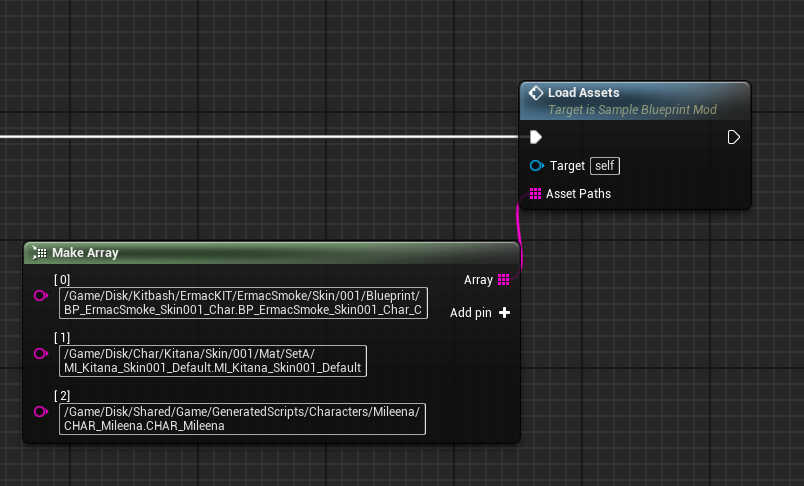 Load Assets
Target is Sample Blueprint Mod
Target self
Asset Paths
Make Array
[ 0]
/Game/Disk/Kitbash/ErmacKIT/ErmacSmoke/Skin/001/Blueprint/
BP_ErmacSmoke_Skin001_Char.BP_ErmacSmoke_Skin001_Char_C
Array
Add pin
[ 1]
/Game/Disk/Char/Kitana/Skin/001/Mat/SetA/
MI_Kitana_Skin001_Default.MI_Kitana_Skin001_Default
[ 2]
/Game/Disk/Shared/Game/GeneratedScripts/Characters/Mileena/
CHAR_Mileena.CHAR_Mileena